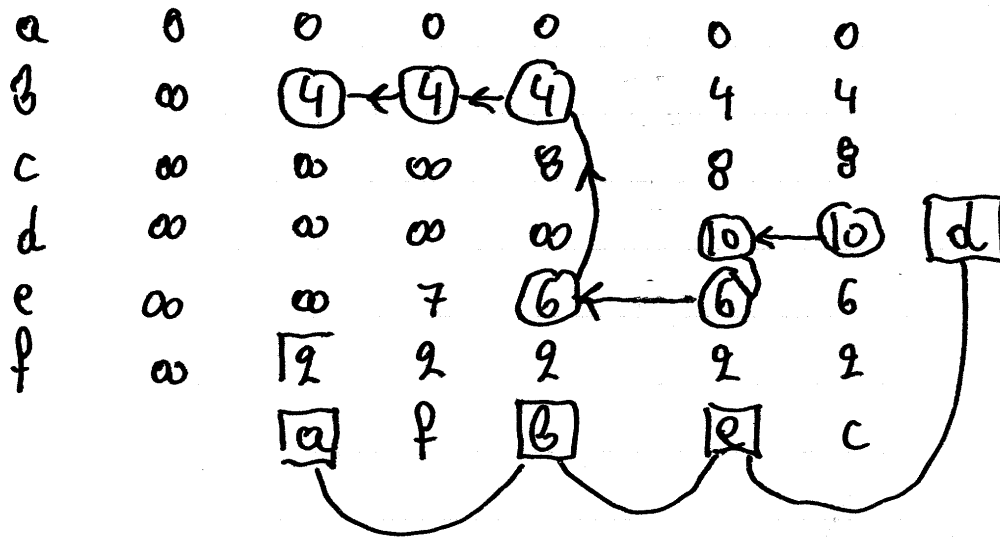 a 0 0 0 0 0 0
b ∞ 4 4 4 4 4
c ∞ ∞ ∞ 8 8 8
d ∞ ∞ ∞ ∞ 10 10 d
e ∞ ∞ 7 6 6 6
f ∞ 2 2 2 2 2
a f b e c